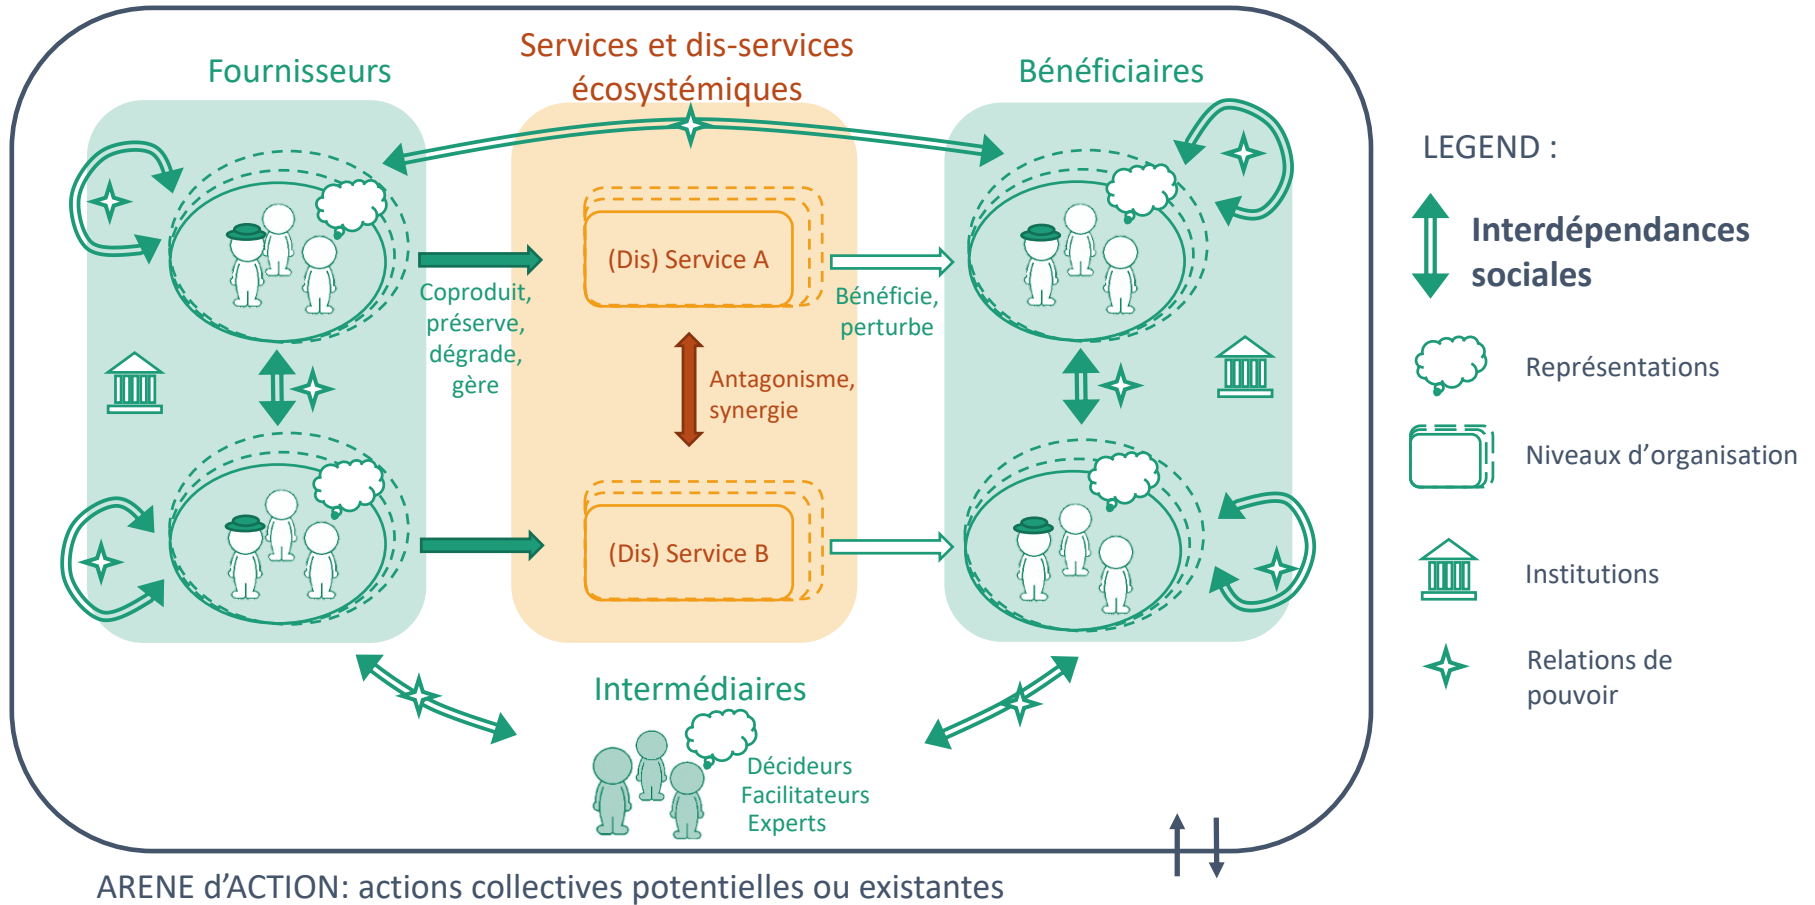 Fournisseurs
Services et dis-services
écosystémiques
Bénéficiaires
(Dis) Service A
Coproduit,
préserve,
dégrade,
gère
Bénéficie,
perturbe
Antagonisme,
synergie
(Dis) Service B
Intermédiaires
Décideurs
Facilitateurs
Experts
ARENE d'ACTION: actions collectives potentielles ou existantes
LEGEND :
Interdépendances
sociales
Représentations
Niveaux d'organisation
Institutions
Relations de
pouvoir